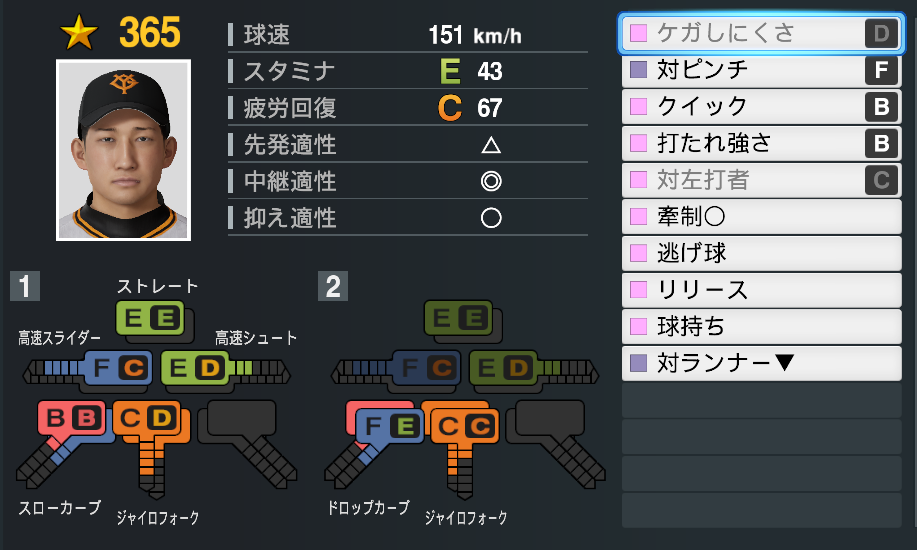 ★ 365
球速 151 km/h
スタミナ E 43
疲労回復 C 67
先発適性 △
中継適性 ◎
抑え適性 ○
1
ストレート
E E
高速スライダー
F C
高速シュート
E D
B B
スローカーブ
C D
ジャイロフォーク
2
E E
F C
E D
F E
ドロップカーブ
C C
ジャイロフォーク
ケガしにくさ D
対ピンチ F
クイック B
打たれ強さ B
対左打者 C
牽制○
逃げ球
リリース
球持ち
対ランナー▼